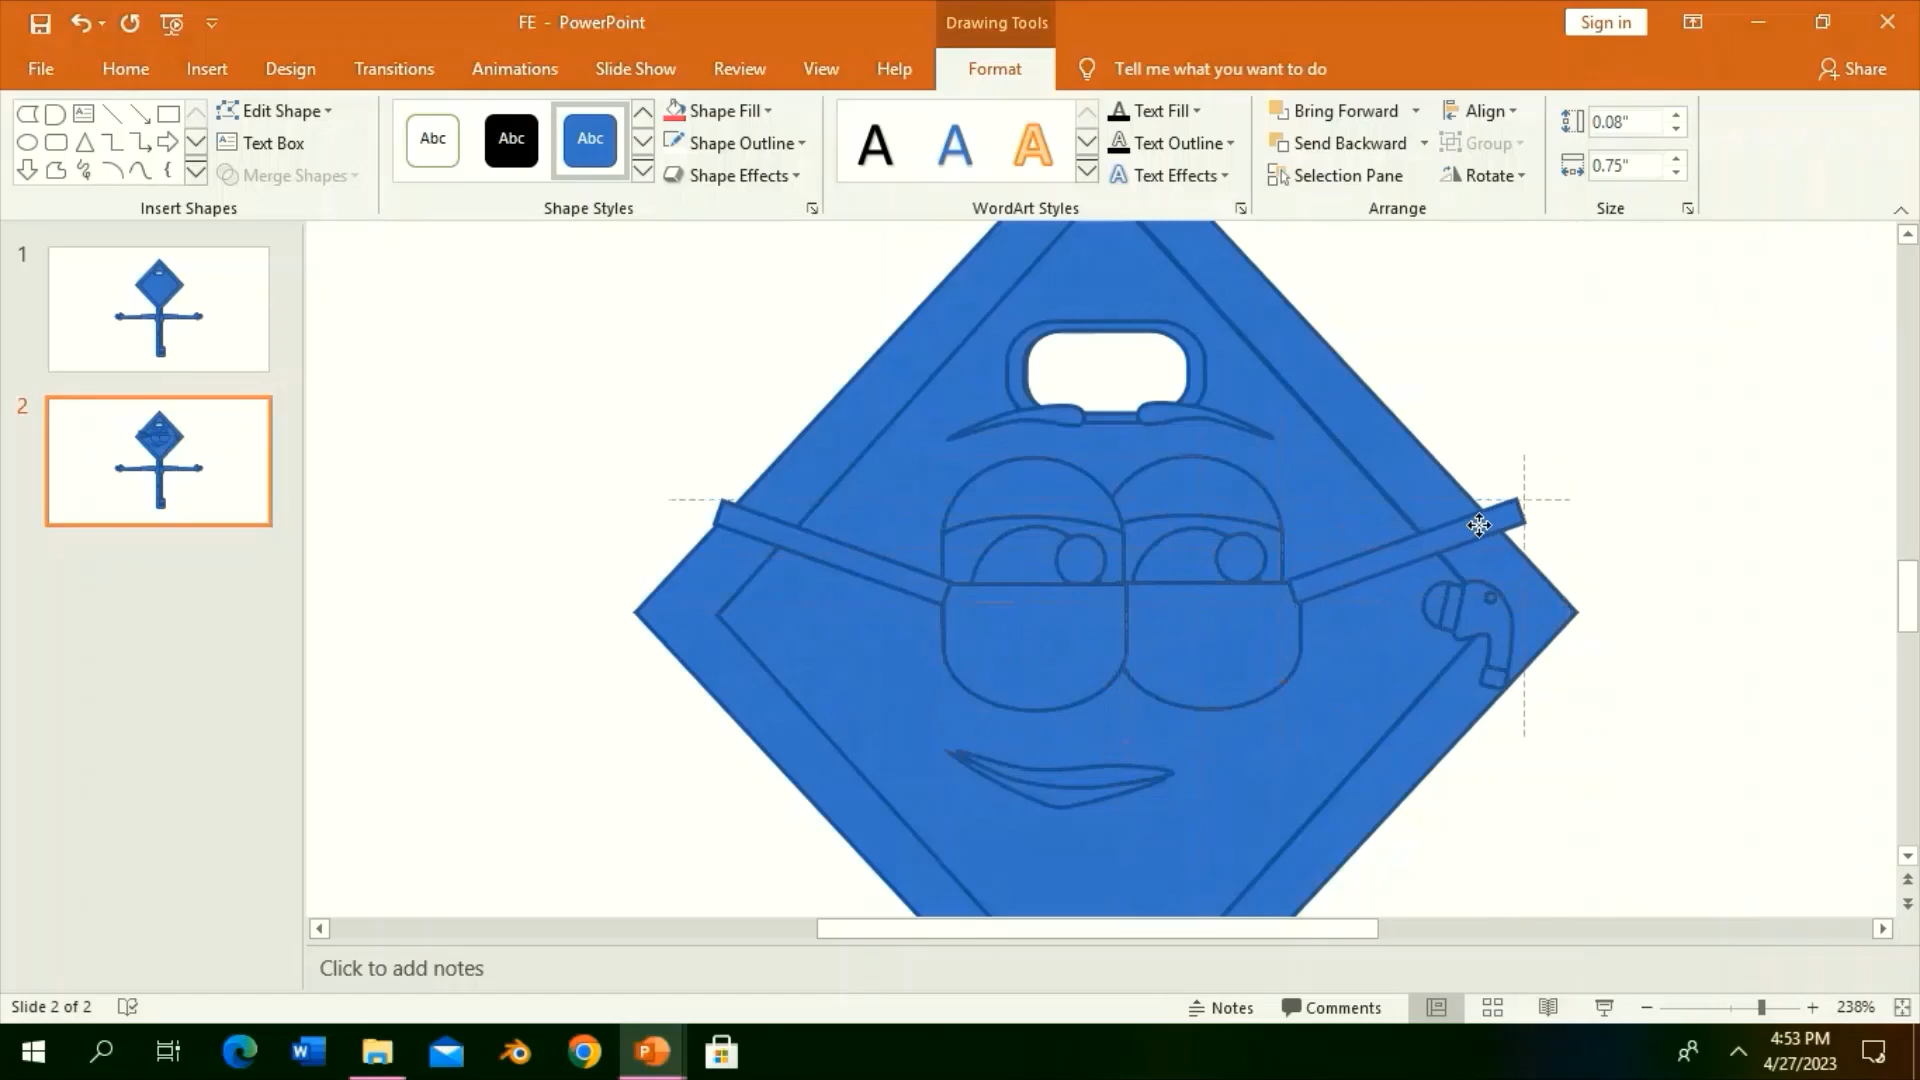 FE - PowerPoint
Drawing Tools
Sign in
File Home Insert Design Transitions Animations Slide Show Review View Help Format Tell me what you want to do Share
Edit Shape
Text Box
Merge Shapes
Insert Shapes
Abc Abc Abc
Shape Fill
Shape Outline
Shape Effects
Shape Styles
A A A
Text Fill
Text Outline
Text Effects
WordArt Styles
Bring Forward
Send Backward
Selection Pane
Align
Group
Rotate
Arrange
0.08"
0.75"
Size
1
2
Click to add notes
Slide 2 of 2
Notes Comments
238%
4:53 PM
4/27/2023